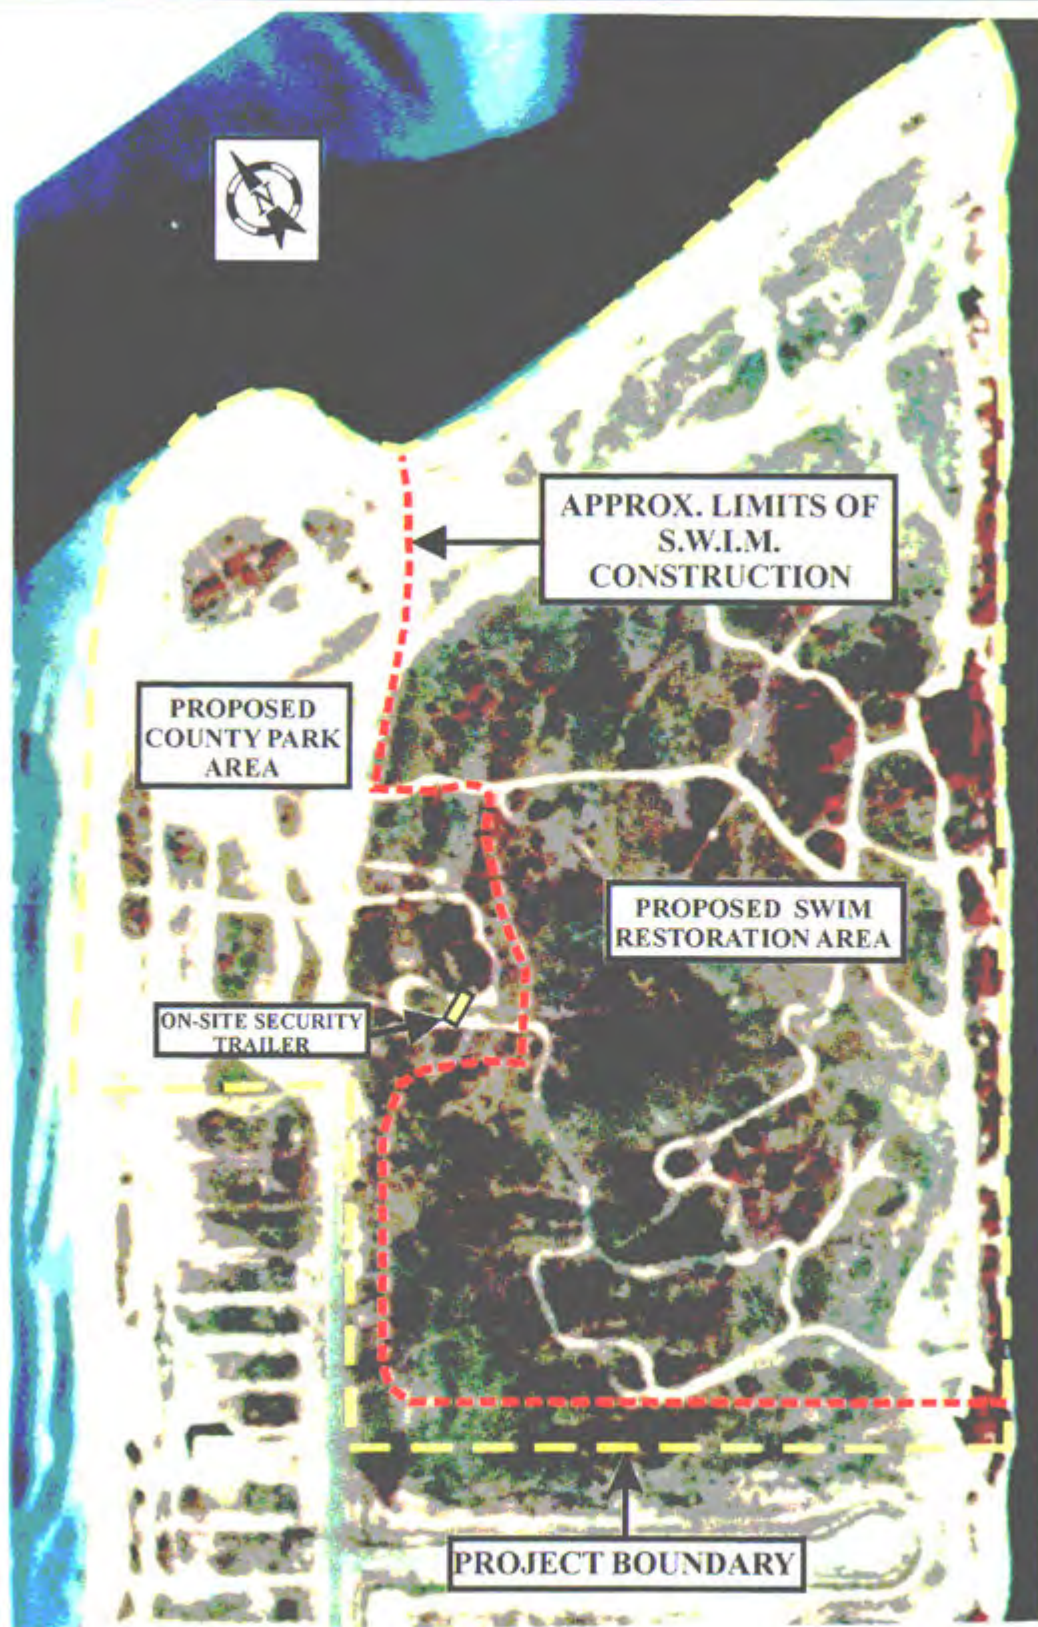 N
APPROX. LIMITS OF
S.W.I.M.
CONSTRUCTION
PROPOSED
COUNTY PARK
AREA
PROPOSED SWIM
RESTORATION AREA
ON-SITE SECURITY
TRAILER
PROJECT BOUNDARY